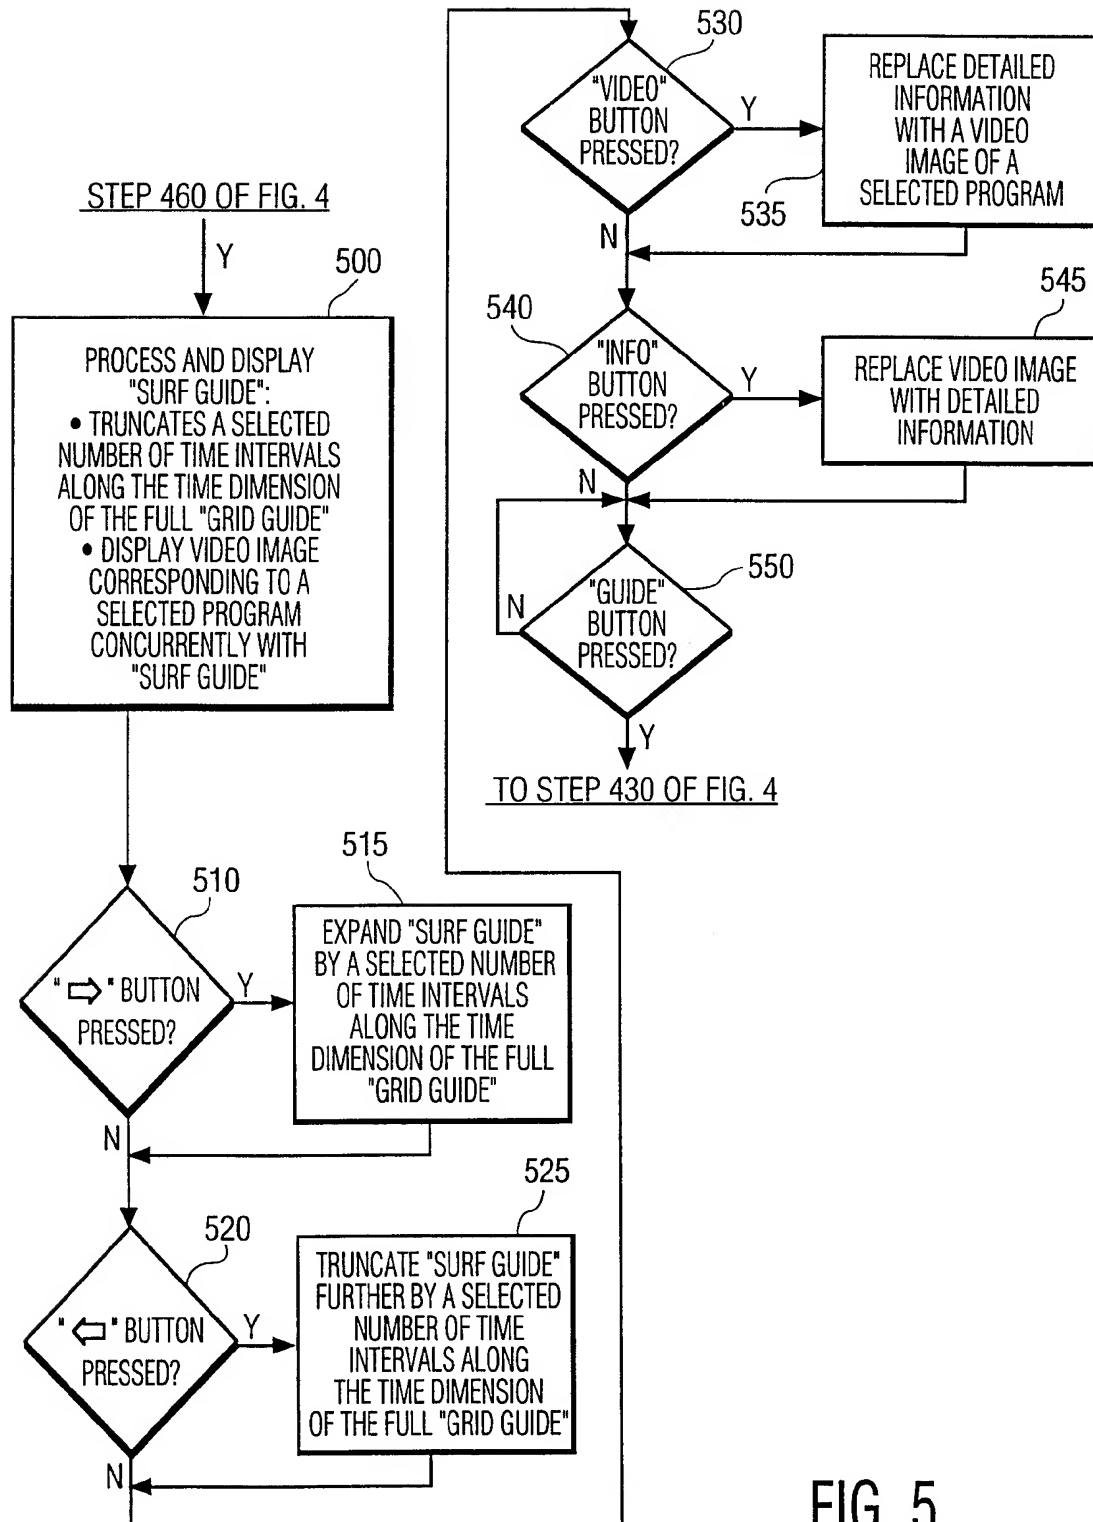 STEP 460 OF FIG. 4
Y
500
PROCESS AND DISPLAY
"SURF GUIDE":
• TRUNCATES A SELECTED
NUMBER OF TIME INTERVALS
ALONG THE TIME DIMENSION
OF THE FULL "GRID GUIDE"
• DISPLAY VIDEO IMAGE
CORRESPONDING TO A
SELECTED PROGRAM
CONCURRENTLY WITH
"SURF GUIDE"
510
" ⇨ " BUTTON
PRESSED?
Y
N
515
EXPAND "SURF GUIDE"
BY A SELECTED NUMBER
OF TIME INTERVALS
ALONG THE TIME
DIMENSION OF THE FULL
"GRID GUIDE"
520
" ⇦ " BUTTON
PRESSED?
Y
N
525
TRUNCATE "SURF GUIDE"
FURTHER BY A SELECTED
NUMBER OF TIME
INTERVALS ALONG
THE TIME DIMENSION
OF THE FULL "GRID GUIDE"
530
"VIDEO"
BUTTON
PRESSED?
Y
N
535
REPLACE DETAILED
INFORMATION
WITH A VIDEO
IMAGE OF A
SELECTED PROGRAM
540
"INFO"
BUTTON
PRESSED?
Y
N
545
REPLACE VIDEO IMAGE
WITH DETAILED
INFORMATION
550
"GUIDE"
BUTTON
PRESSED?
N
Y
TO STEP 430 OF FIG. 4
FIG. 5